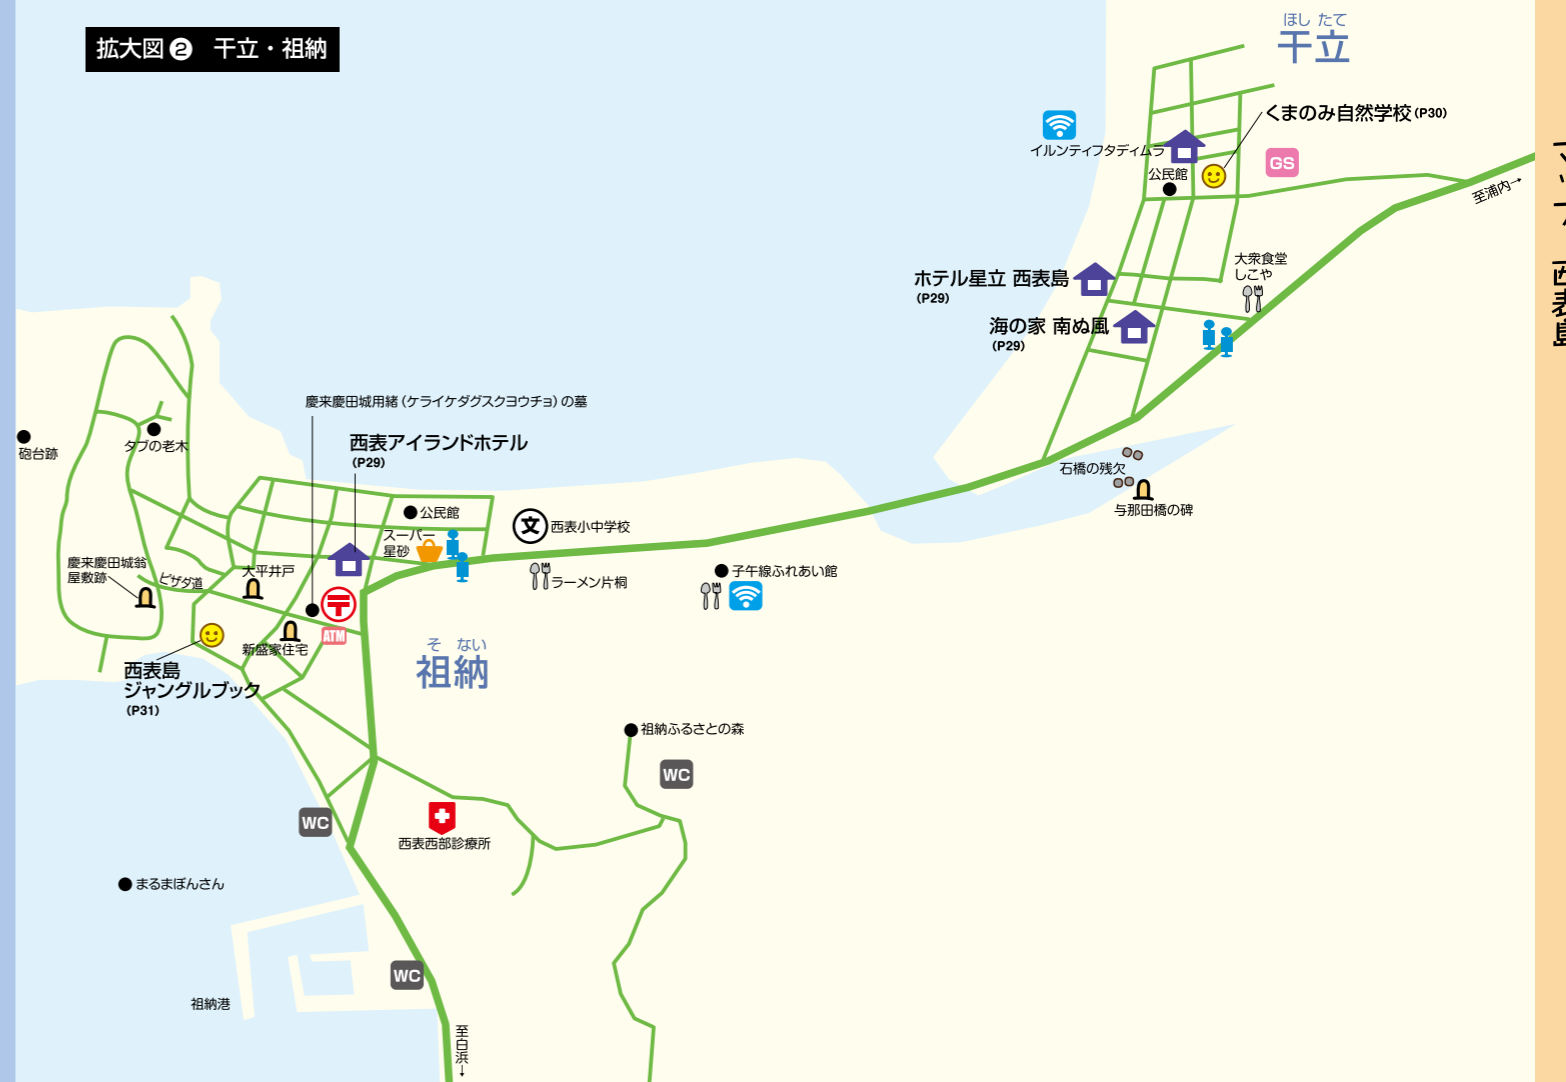 拡大図❷　干立・祖納
ほし たて
干立
くまのみ自然学校(P30)
イルンティフタディムラ
公民館
GS
至浦内→
マップ 西表島
大衆食堂
しこや
ホテル星立 西表島
(P29)
海の家 南ぬ風
(P29)
慶来慶田城用緒(ケライケダグスクヨウチョ)の墓
西表アイランドホテル
(P29)
砲台跡
タブの老木
石橋の残欠
与那田橋の碑
公民館
スーパー
星砂
文
西表小中学校
ラーメン片桐
子午線ふれあい館
慶来慶田城翁
屋敷跡
ピサダ道
大平井戸
ATM
新盛家住宅
そ ない
祖納
西表島
ジャングルブック
(P31)
祖納ふるさとの森
WC
WC
西表西部診療所
まるまぼんさん
WC
祖納港
至白浜→